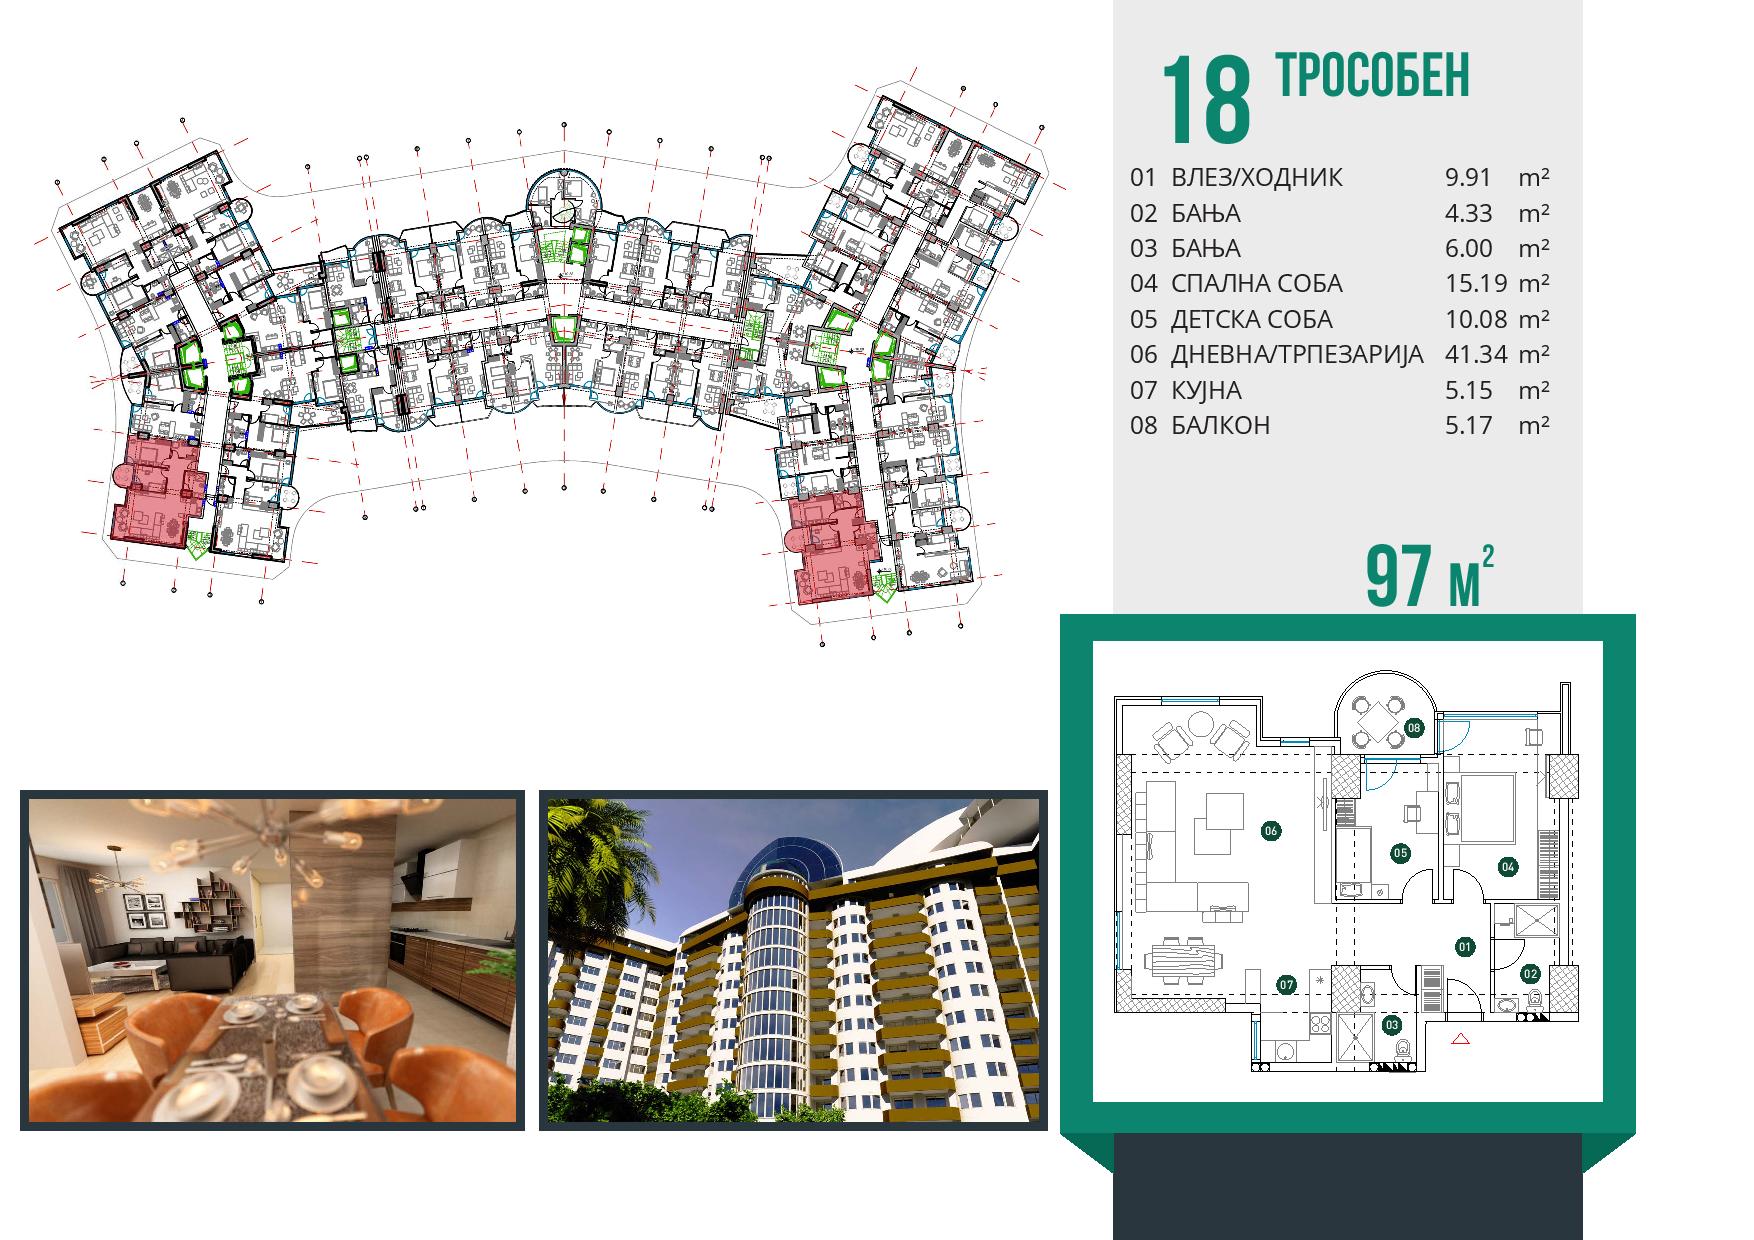 18 ТРОСОБЕН
01 ВЛЕЗ/ХОДНИК 9.91 m²
02 БАЊА 4.33 m²
03 БАЊА 6.00 m²
04 СПАЛНА СОБА 15.19 m²
05 ДЕТСКА СОБА 10.08 m²
06 ДНЕВНА/ТРПЕЗАРИЈА 41.34 m²
07 КУЈНА 5.15 m²
08 БАЛКОН 5.17 m²
97 м²
08
06
05
04
01
02
07
03